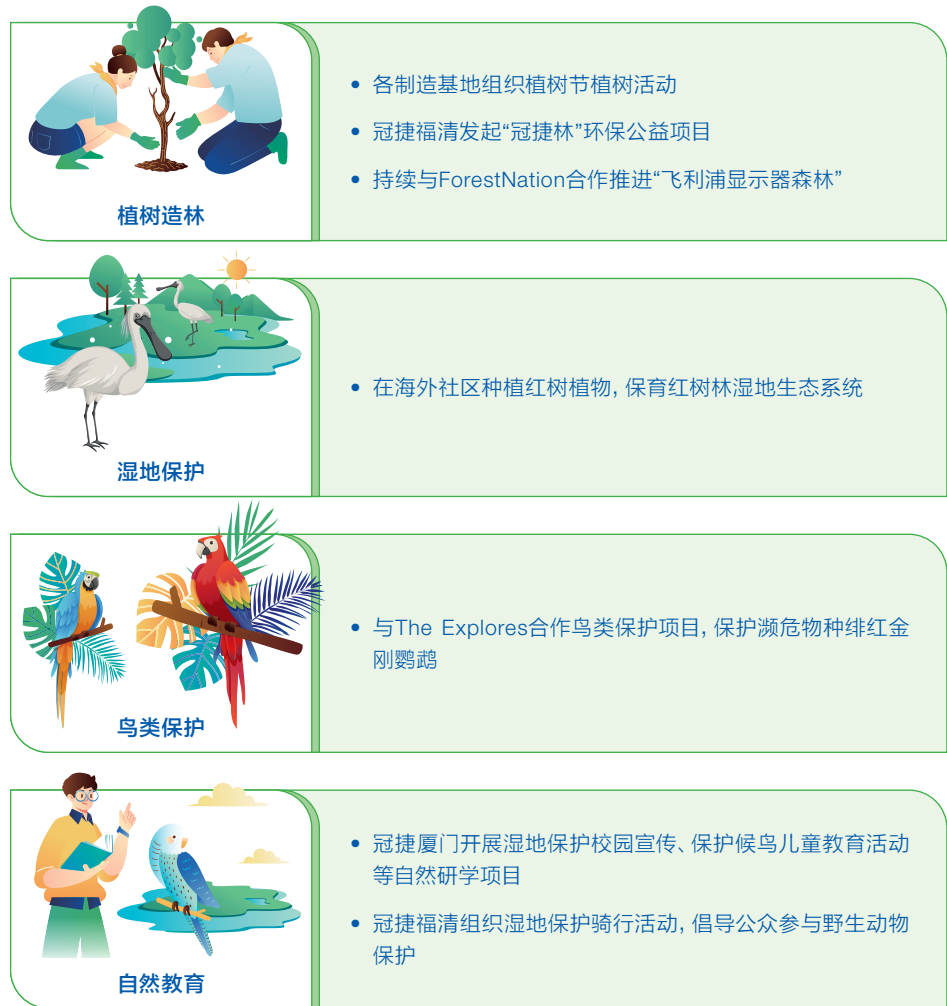 植树造林
• 各制造基地组织植树节植树活动
• 冠捷福清发起“冠捷林”环保公益项目
• 持续与ForestNation合作推进“飞利浦显示器森林”
湿地保护
• 在海外社区种植红树植物, 保育红树林湿地生态系统
鸟类保护
• 与The Explores合作鸟类保护项目, 保护濒危物种绯红金
刚鹦鹉
自然教育
• 冠捷厦门开展湿地保护校园宣传、保护候鸟儿童教育活动
等自然研学项目
• 冠捷福清组织湿地保护骑行活动, 倡导公众参与野生动物
保护